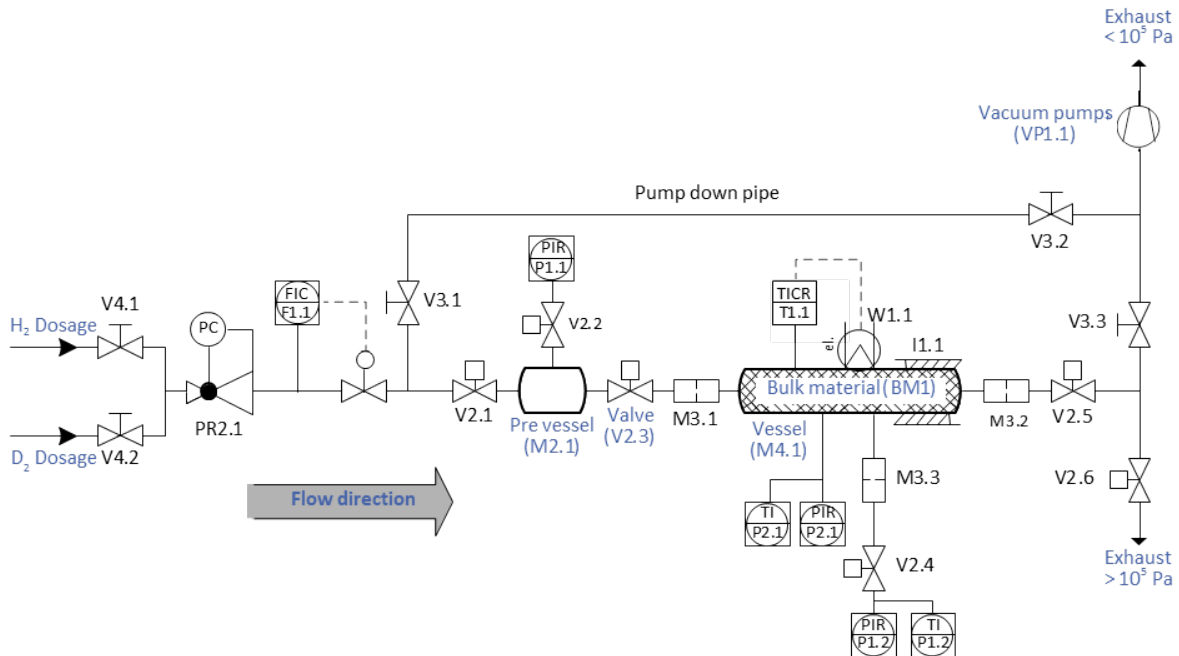 Exhaust
< 10⁵ Pa
Vacuum pumps
(VP1.1)
Pump down pipe
V3.2
PIR
P1.1
V2.2
FIC
F1.1
V3.1
TICR
T1.1
W1.1
el.
V3.3
V4.1
H₂ Dosage
PC
I1.1
Bulk material (BM1)
V2.1
Pre vessel
(M2.1)
Valve
(V2.3)
M3.1
Vessel
(M4.1)
M3.2
V2.5
PR2.1
D₂ Dosage
V4.2
Flow direction
M3.3
V2.6
TI
P2.1
PIR
P2.1
V2.4
Exhaust
> 10⁵ Pa
PIR
P1.2
TI
P1.2